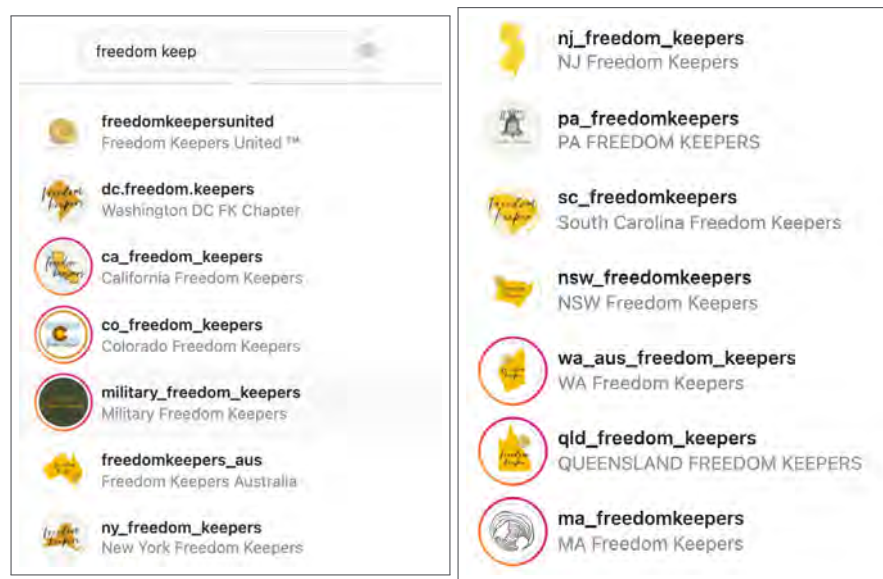 freedom keep
freedomkeepersunited
Freedom Keepers United ™
dc.freedom.keepers
Washington DC FK Chapter
ca_freedom_keepers
California Freedom Keepers
co_freedom_keepers
Colorado Freedom Keepers
military_freedom_keepers
Military Freedom Keepers
freedomkeepers_aus
Freedom Keepers Australia
ny_freedom_keepers
New York Freedom Keepers
nj_freedom_keepers
NJ Freedom Keepers
pa_freedomkeepers
PA FREEDOM KEEPERS
sc_freedomkeepers
South Carolina Freedom Keepers
nsw_freedomkeepers
NSW Freedom Keepers
wa_aus_freedom_keepers
WA Freedom Keepers
qld_freedom_keepers
QUEENSLAND FREEDOM KEEPERS
ma_freedomkeepers
MA Freedom Keepers